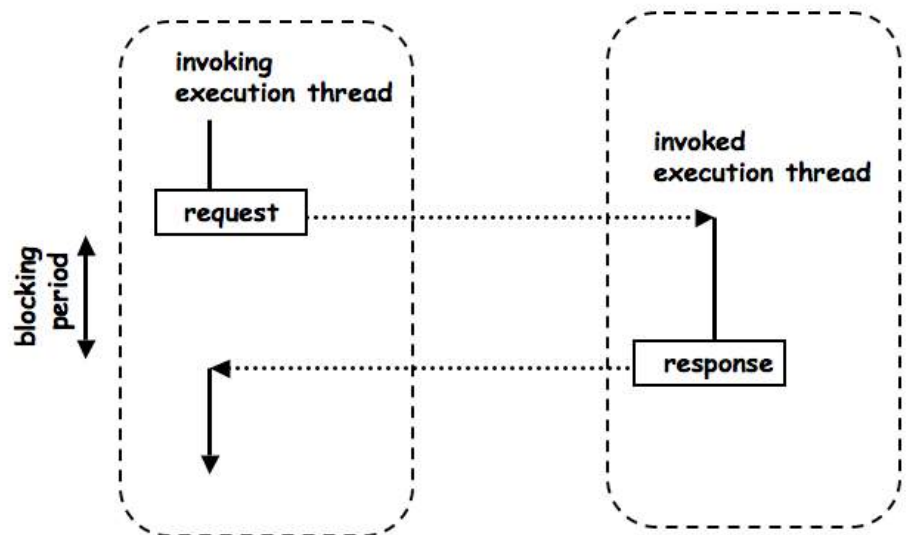 invoking
execution thread
invoked
execution thread
request
blocking
period
response